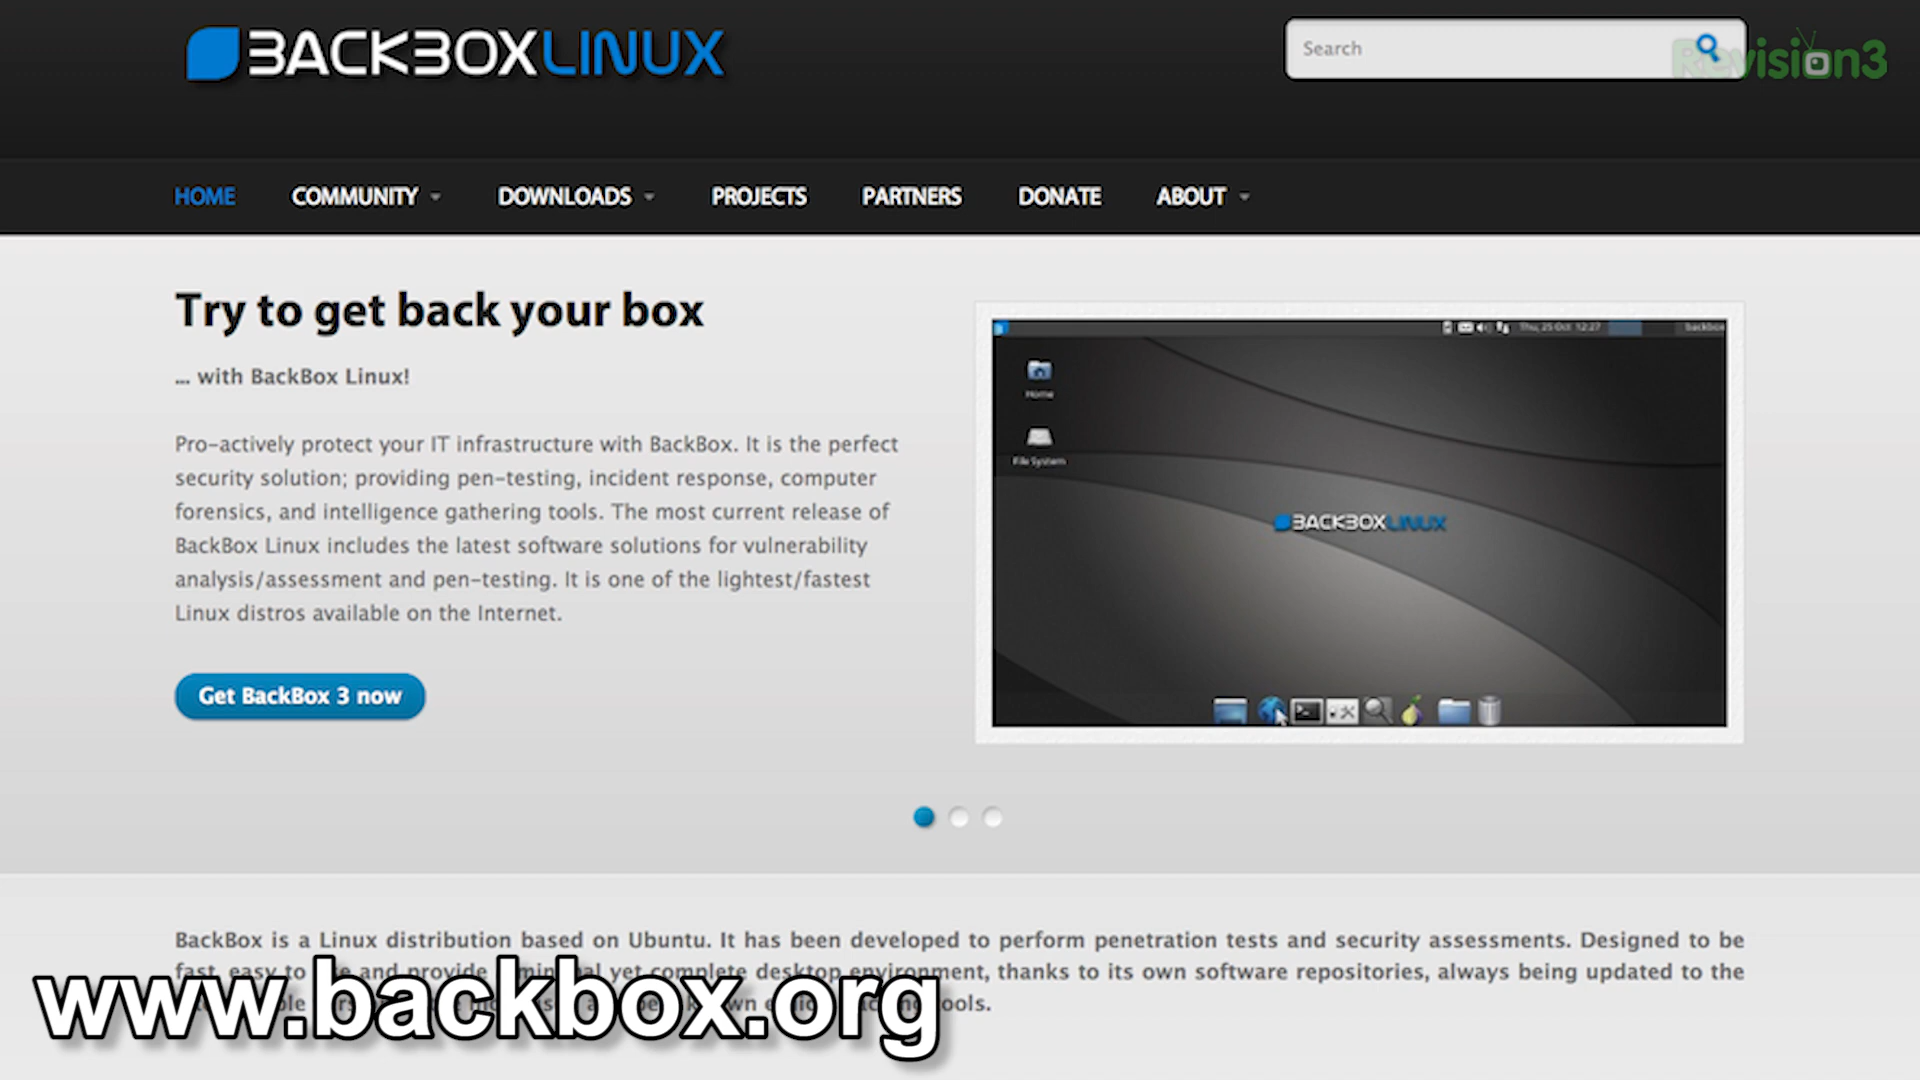 BACKBOXLINUX
Search
Revision3
HOME COMMUNITY DOWNLOADS PROJECTS PARTNERS DONATE ABOUT
Try to get back your box
... with BackBox Linux!
Pro-actively protect your IT infrastructure with BackBox. It is the perfect
security solution; providing pen-testing, incident response, computer
forensics, and intelligence gathering tools. The most current release of
BackBox Linux includes the latest software solutions for vulnerability
analysis/assessment and pen-testing. It is one of the lightest/fastest
Linux distros available on the Internet.
Get BackBox 3 now
Thu, 25 Oct 12:27 backbox
Home
File System
BACKBOXLINUX
BackBox is a Linux distribution based on Ubuntu. It has been developed to perform penetration tests and security assessments. Designed to be
fast, easy to and provide yet complete desktop environment, thanks to its own software repositories, always being updated to the
tools.
www.backbox.org